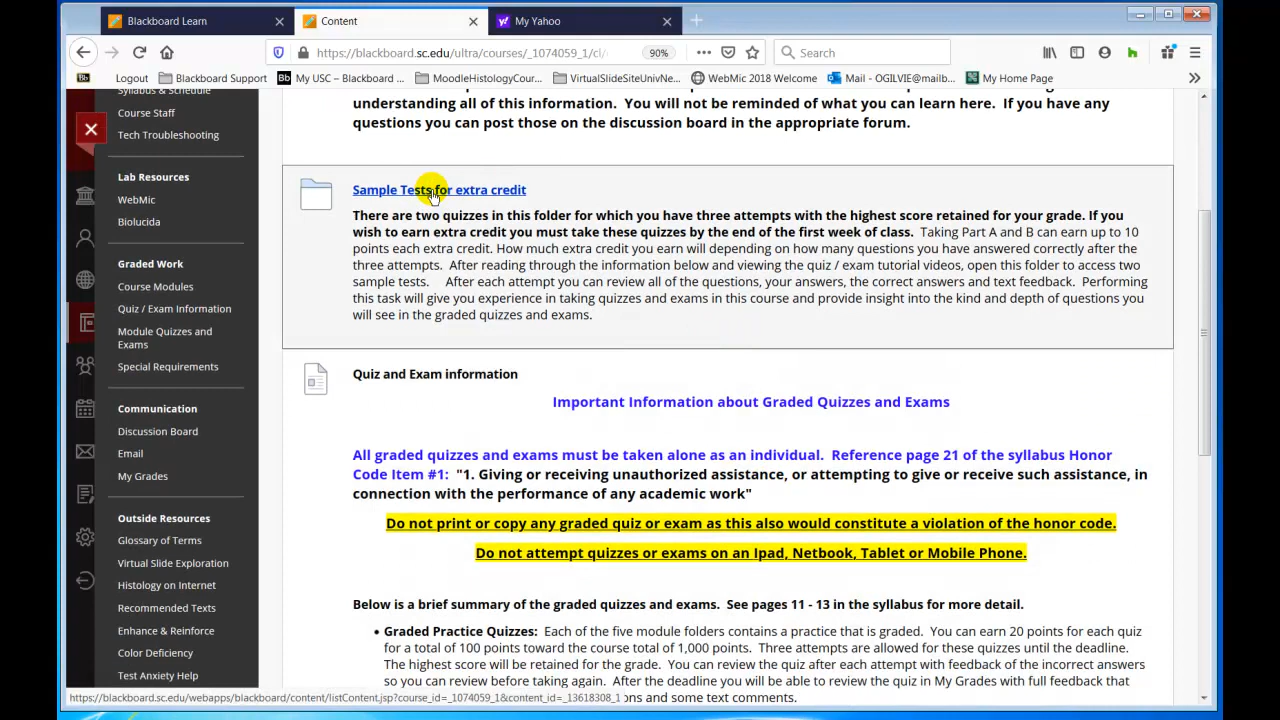 Blackboard Learn
Content
My Yahoo
https://blackboard.sc.edu/ultra/courses/_1074059_1/cl/
90%
Search
Bb
Logout
Blackboard Support
Bb My USC – Blackboard ...
MoodleHistologyCour...
VirtualSlideSiteUnivNe...
WebMic 2018 Welcome
Mail - OGILVIE@mailb...
My Home Page
Syllabus & Schedule
Course Staff
Tech Troubleshooting
Lab Resources
WebMic
Biolucida
Graded Work
Course Modules
Quiz / Exam Information
Module Quizzes and
Exams
Special Requirements
Communication
Discussion Board
Email
My Grades
Outside Resources
Glossary of Terms
Virtual Slide Exploration
Histology on Internet
Recommended Texts
Enhance & Reinforce
Color Deficiency
Test Anxiety Help
understanding all of this information. You will not be reminded of what you can learn here. If you have any
questions you can post those on the discussion board in the appropriate forum.
Sample Tests for extra credit
There are two quizzes in this folder for which you have three attempts with the highest score retained for your grade. If you
wish to earn extra credit you must take these quizzes by the end of the first week of class. Taking Part A and B can earn up to 10
points each extra credit. How much extra credit you earn will depending on how many questions you have answered correctly after the
three attempts. After reading through the information below and viewing the quiz / exam tutorial videos, open this folder to access two
sample tests. After each attempt you can review all of the questions, your answers, the correct answers and text feedback. Performing
this task will give you experience in taking quizzes and exams in this course and provide insight into the kind and depth of questions you
will see in the graded quizzes and exams.
Quiz and Exam information
Important Information about Graded Quizzes and Exams
All graded quizzes and exams must be taken alone as an individual. Reference page 21 of the syllabus Honor
Code Item #1: "1. Giving or receiving unauthorized assistance, or attempting to give or receive such assistance, in
connection with the performance of any academic work"
Do not print or copy any graded quiz or exam as this also would constitute a violation of the honor code.
Do not attempt quizzes or exams on an Ipad, Netbook, Tablet or Mobile Phone.
Below is a brief summary of the graded quizzes and exams. See pages 11 - 13 in the syllabus for more detail.
• Graded Practice Quizzes: Each of the five module folders contains a practice that is graded. You can earn 20 points for each quiz
for a total of 100 points toward the course total of 1,000 points. Three attempts are allowed for these quizzes until the deadline.
The highest score will be retained for the grade. You can review the quiz after each attempt with feedback of the incorrect answers
so you can review before taking again. After the deadline you will be able to review the quiz in My Grades with full feedback that
ons and some text comments.
https://blackboard.sc.edu/webapps/blackboard/content/listContent.jsp?course_id=_1074059_1&content_id=_13618308_1